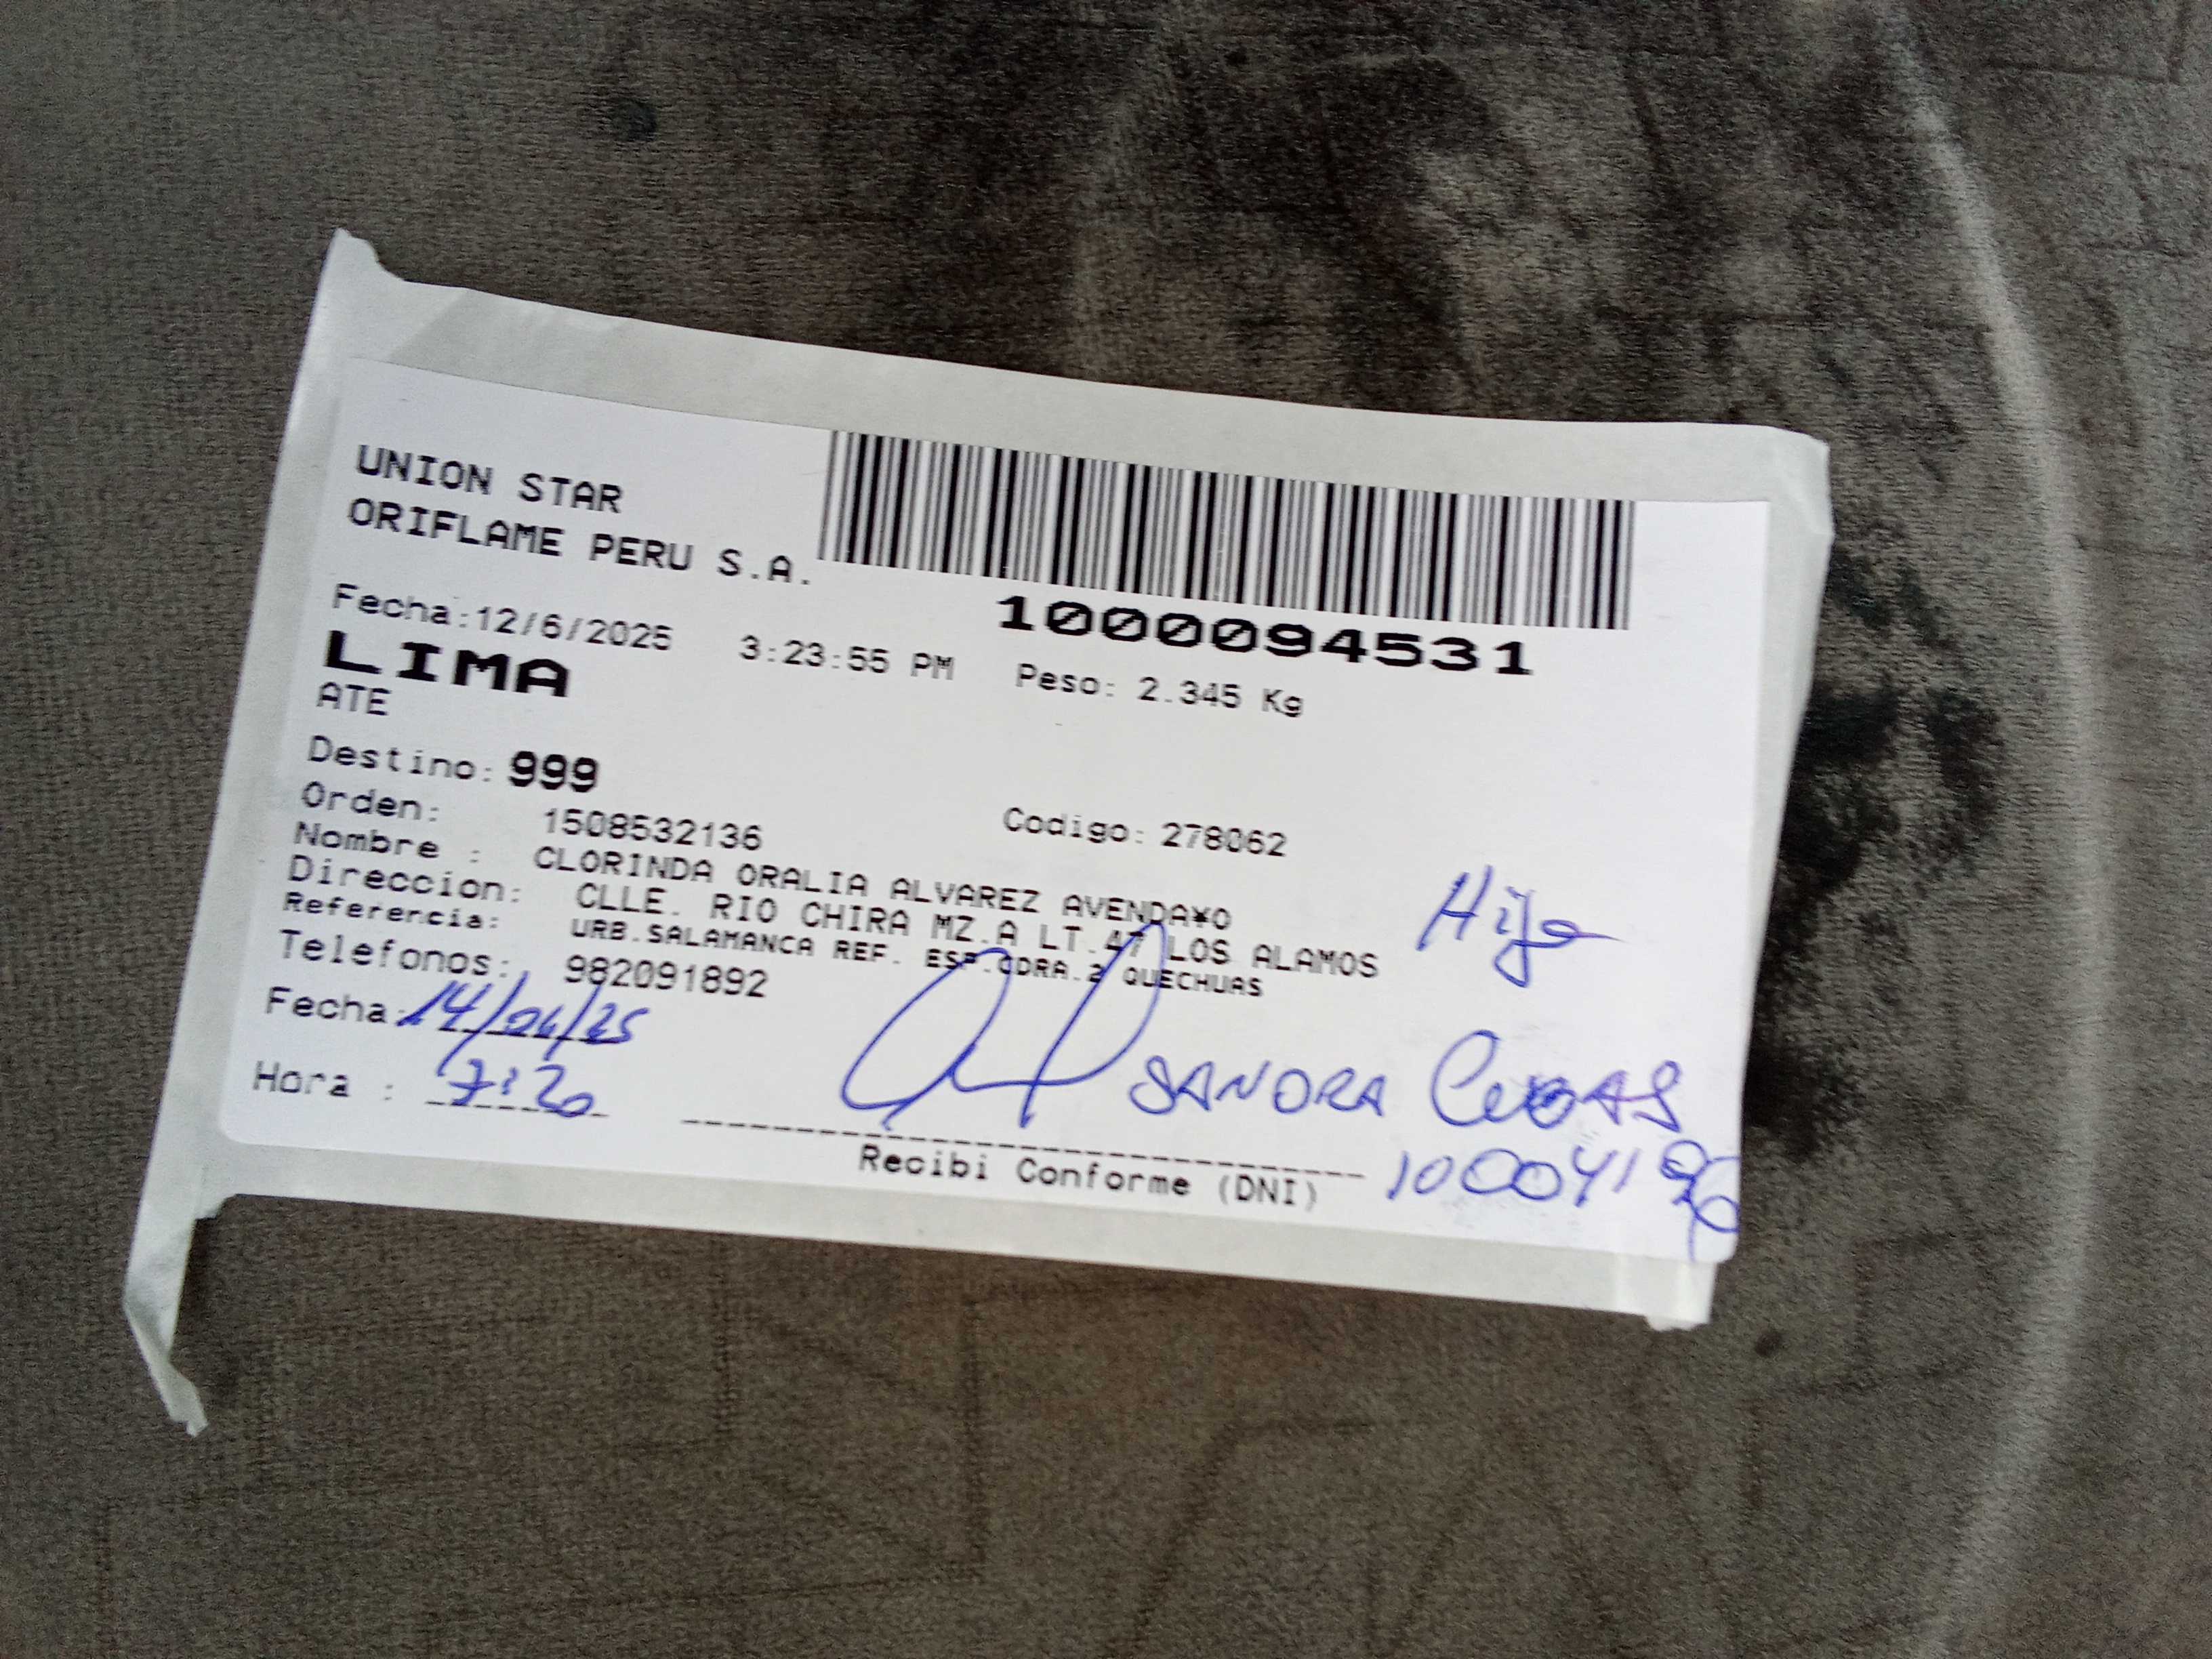 UNION STAR
ORIFLAME PERU S.A.
1000094531
Fecha:12/6/2025 3:23:55 PM Peso: 2.345 Kg
LIMA
ATE
Destino: 999
Orden: 1508532136 Codigo: 278062
Nombre : CLORINDA ORALIA ALVAREZ AVENDA¥O
Direccion: CLLE. RIO CHIRA MZ.A LT.47 LOS ALAMOS
Referencia: URB.SALAMANCA REF. ESP.CDRA.2 QUECHUAS
Hija
Telefonos: 982091892
Fecha: 14/06/25
Hora : 7:20
SANDRA CUBAS
Recibi Conforme (DNI)